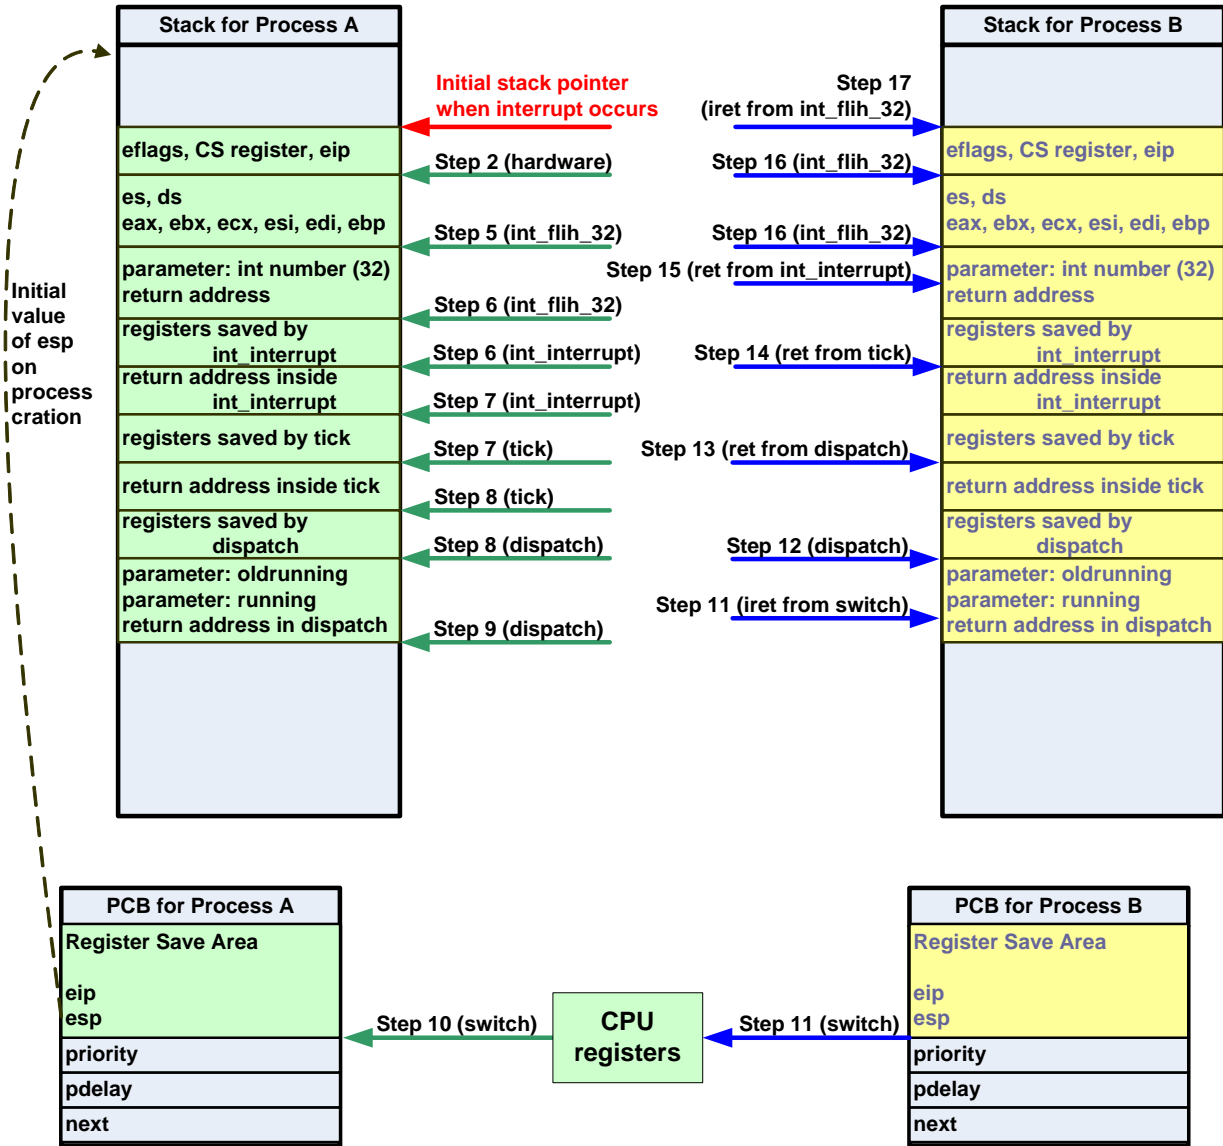 Stack for Process A
Initial stack pointer
when interrupt occurs
eflags, CS register, eip
Step 2 (hardware)
es, ds
eax, ebx, ecx, esi, edi, ebp
Step 5 (int_flih_32)
parameter: int number (32)
return address
Step 6 (int_flih_32)
registers saved by
int_interrupt
Step 6 (int_interrupt)
return address inside
int_interrupt
Step 7 (int_interrupt)
registers saved by tick
Step 7 (tick)
return address inside tick
Step 8 (tick)
registers saved by
dispatch
Step 8 (dispatch)
parameter: oldrunning
parameter: running
return address in dispatch
Step 9 (dispatch)
Initial
value
of esp
on
process
cration
Stack for Process B
Step 17
(iret from int_flih_32)
eflags, CS register, eip
Step 16 (int_flih_32)
es, ds
eax, ebx, ecx, esi, edi, ebp
Step 16 (int_flih_32)
Step 15 (ret from int_interrupt)
parameter: int number (32)
return address
registers saved by
int_interrupt
Step 14 (ret from tick)
return address inside
int_interrupt
registers saved by tick
Step 13 (ret from dispatch)
return address inside tick
registers saved by
dispatch
Step 12 (dispatch)
parameter: oldrunning
parameter: running
return address in dispatch
Step 11 (iret from switch)
PCB for Process A
Register Save Area
eip
esp
priority
pdelay
next
Step 10 (switch)
CPU
registers
Step 11 (switch)
PCB for Process B
Register Save Area
eip
esp
priority
pdelay
next